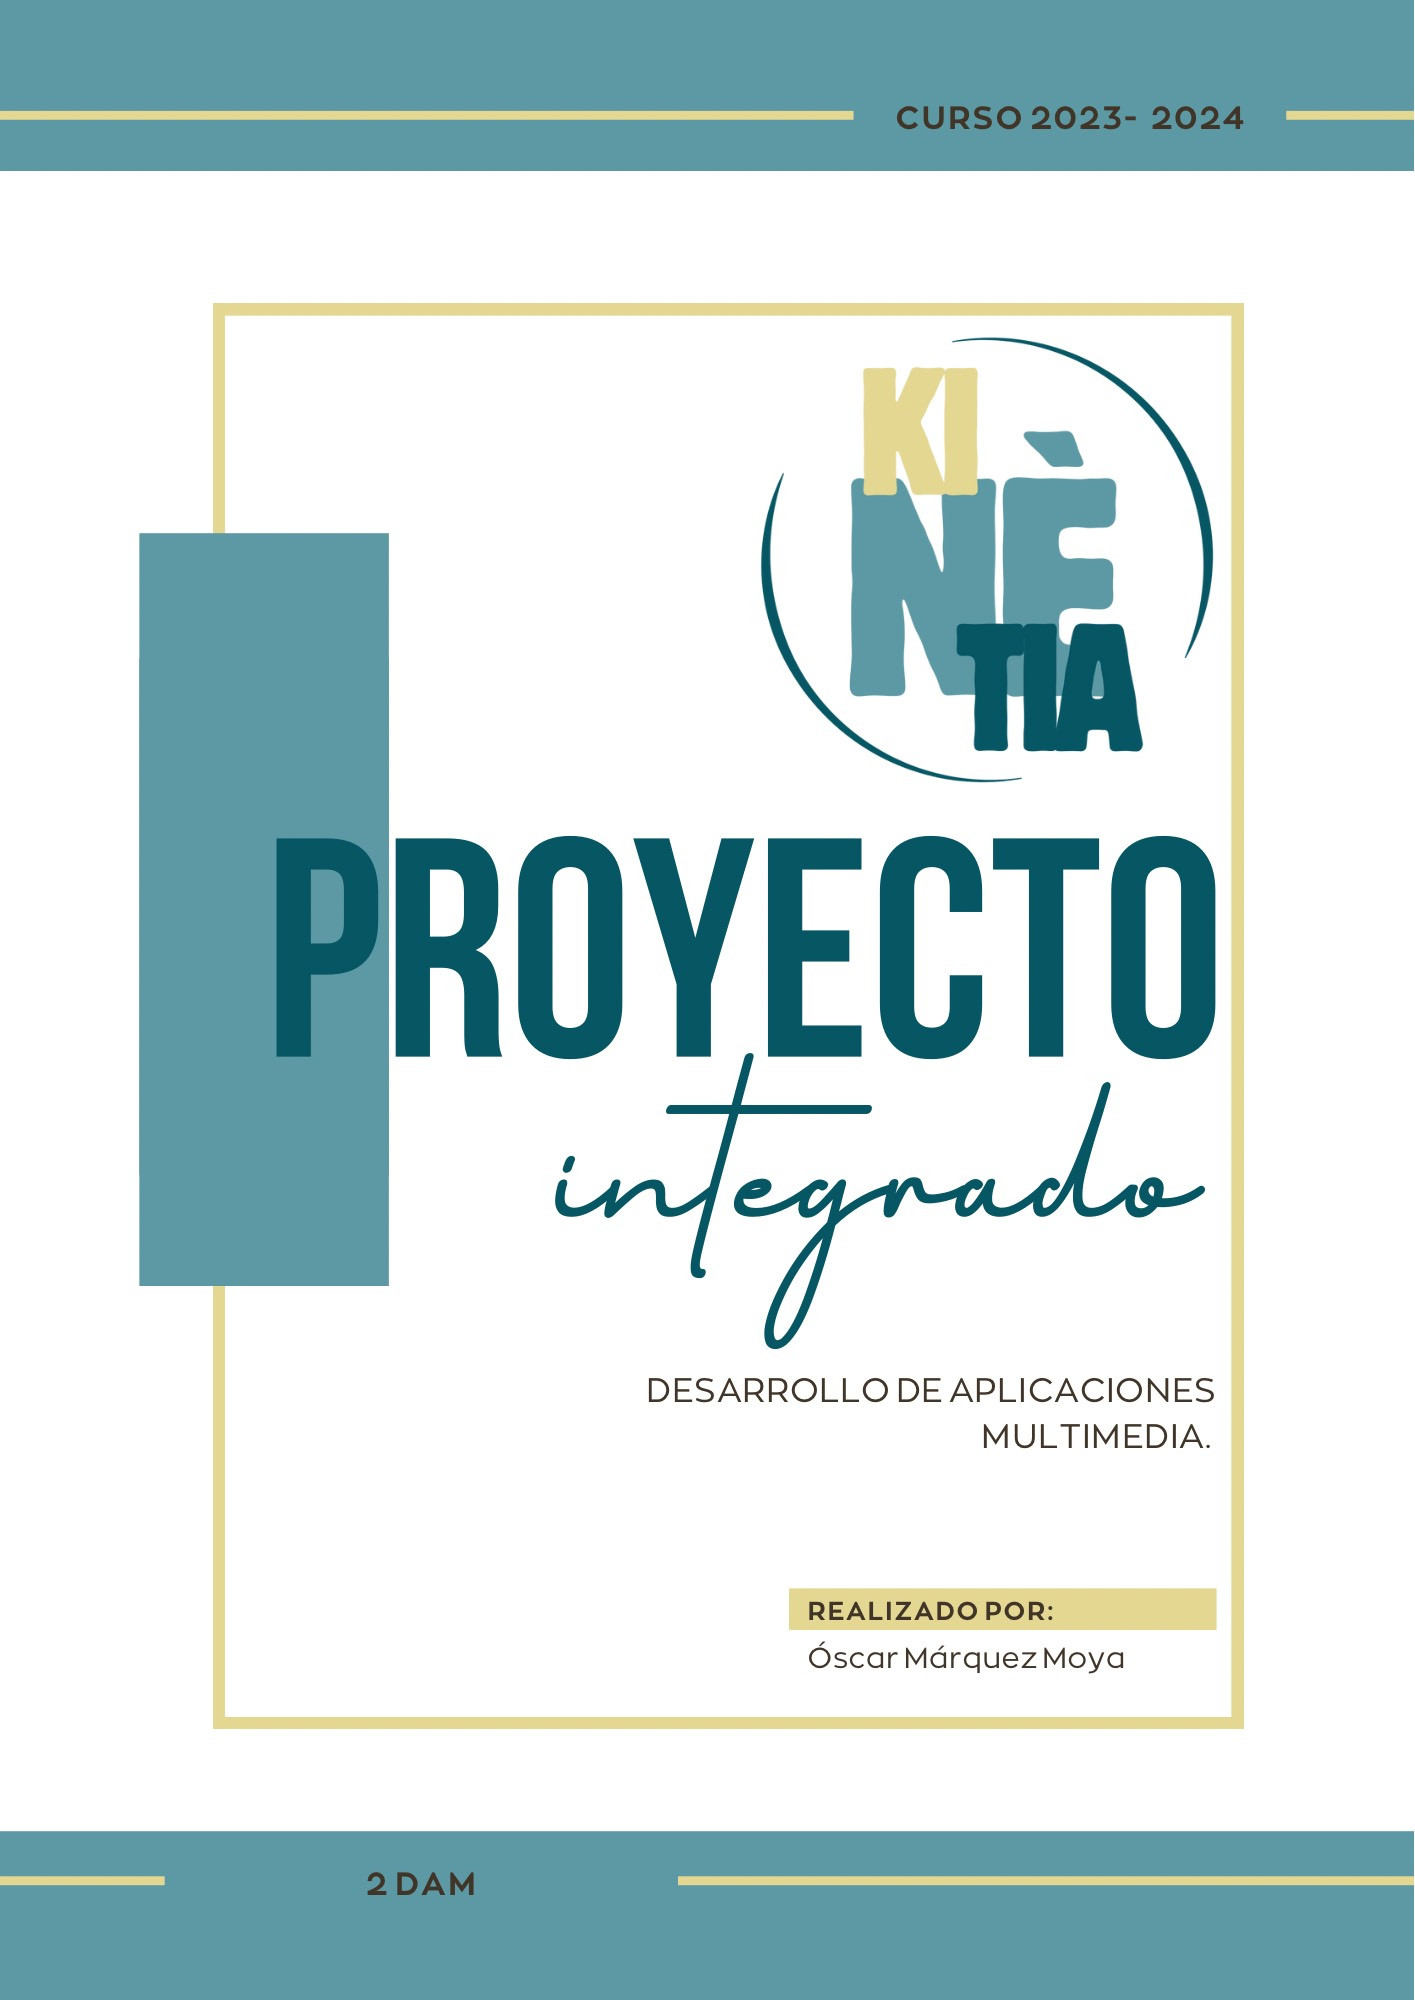 CURSO 2023- 2024
KI
NÈ
TIA
PROYECTO
integrado
DESARROLLO DE APLICACIONES
MULTIMEDIA.
REALIZADO POR:
Óscar Márquez Moya
2 DAM